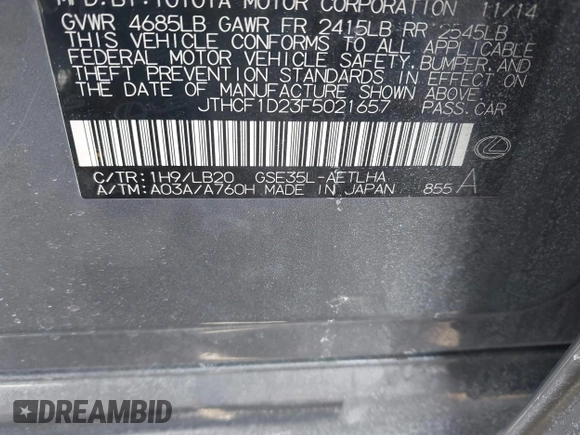 MFD.BY:TOYOTA MOTOR CORPORATION 11/14
GVWR 4685LB GAWR FR 2415LB RR 2545LB
THIS VEHICLE CONFORMS TO ALL APPLICABLE
FEDERAL MOTOR VEHICLE SAFETY, BUMPER, AND
THEFT PREVENTION STANDARDS IN EFFECT ON
THE DATE OF MANUFACTURE SHOWN ABOVE.
JTHCF1D23F5021657 PASS.CAR
C/TR: 1H9/LB20 GSE35L-AETLHA
A/TM: A03A/A760H MADE IN JAPAN 855 A
DREAMBID